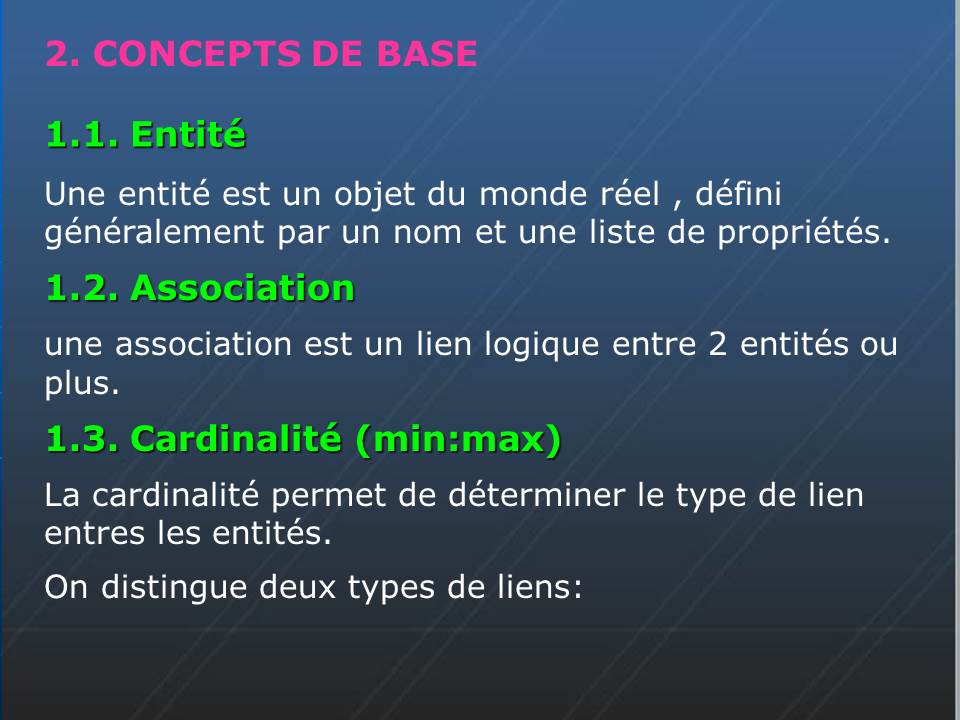 2. CONCEPTS DE BASE
1.1. Entité
Une entité est un objet du monde réel , défini
généralement par un nom et une liste de propriétés.
1.2. Association
une association est un lien logique entre 2 entités ou
plus.
1.3. Cardinalité (min:max)
La cardinalité permet de déterminer le type de lien
entres les entités.
On distingue deux types de liens: